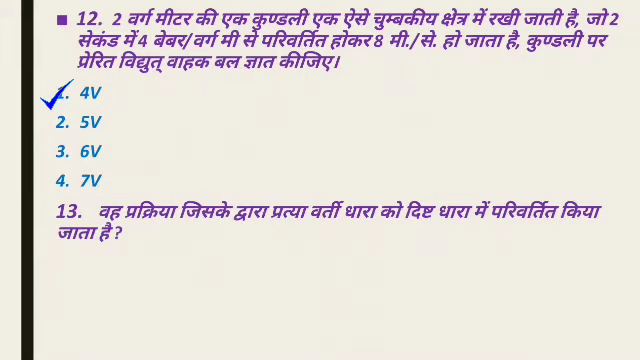 12. 2 वर्ग मीटर की एक कुण्डली एक ऐसे चुम्बकीय क्षेत्र में रखी जाती है, जो 2
सेकंड में 4 बेबर/वर्ग मी से परिवर्तित होकर 8 मी./से. हो जाता है, कुण्डली पर
प्रेरित विद्युत् वाहक बल ज्ञात कीजिए।
1. 4V
2. 5V
3. 6V
4. 7V
13. वह प्रक्रिया जिसके द्वारा प्रत्या वर्ती धारा को दिष्ट धारा में परिवर्तित किया
जाता है ?